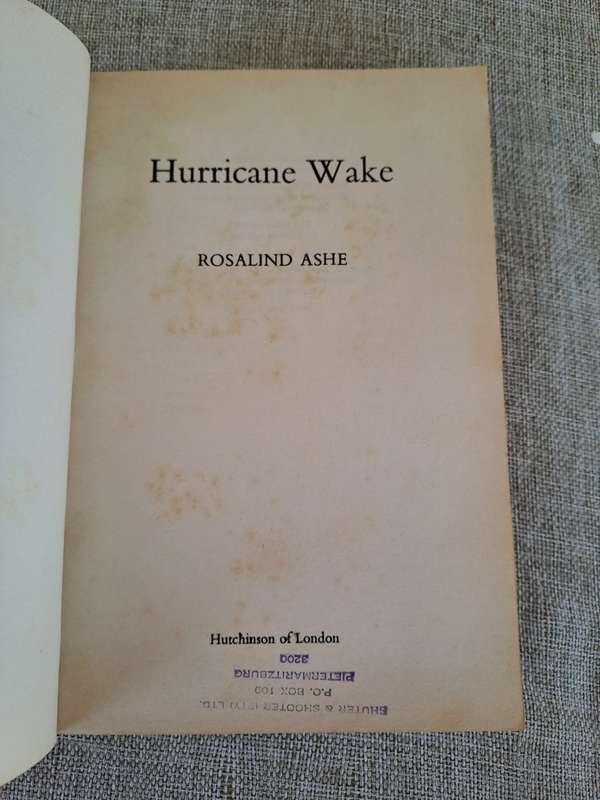 Hurricane Wake
ROSALIND ASHE
Hutchinson of London
SHUTER & SHOOTER (PTY) LTD.
P.O. BOX 109
PIETERMARITZBURG
3200